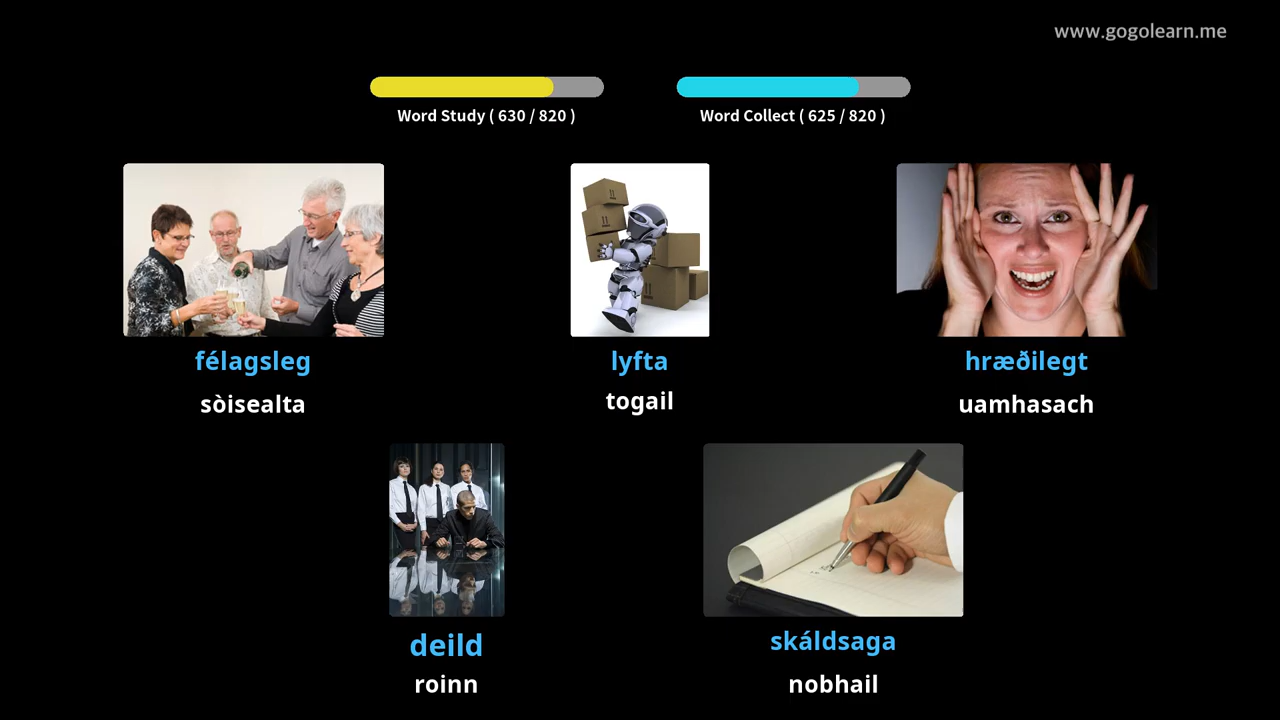 www.gogolearn.me
Word Study ( 630 / 820 )
Word Collect ( 625 / 820 )
félagsleg
sòisealta
lyfta
togail
hræðilegt
uamhasach
deild
roinn
skáldsaga
nobhail